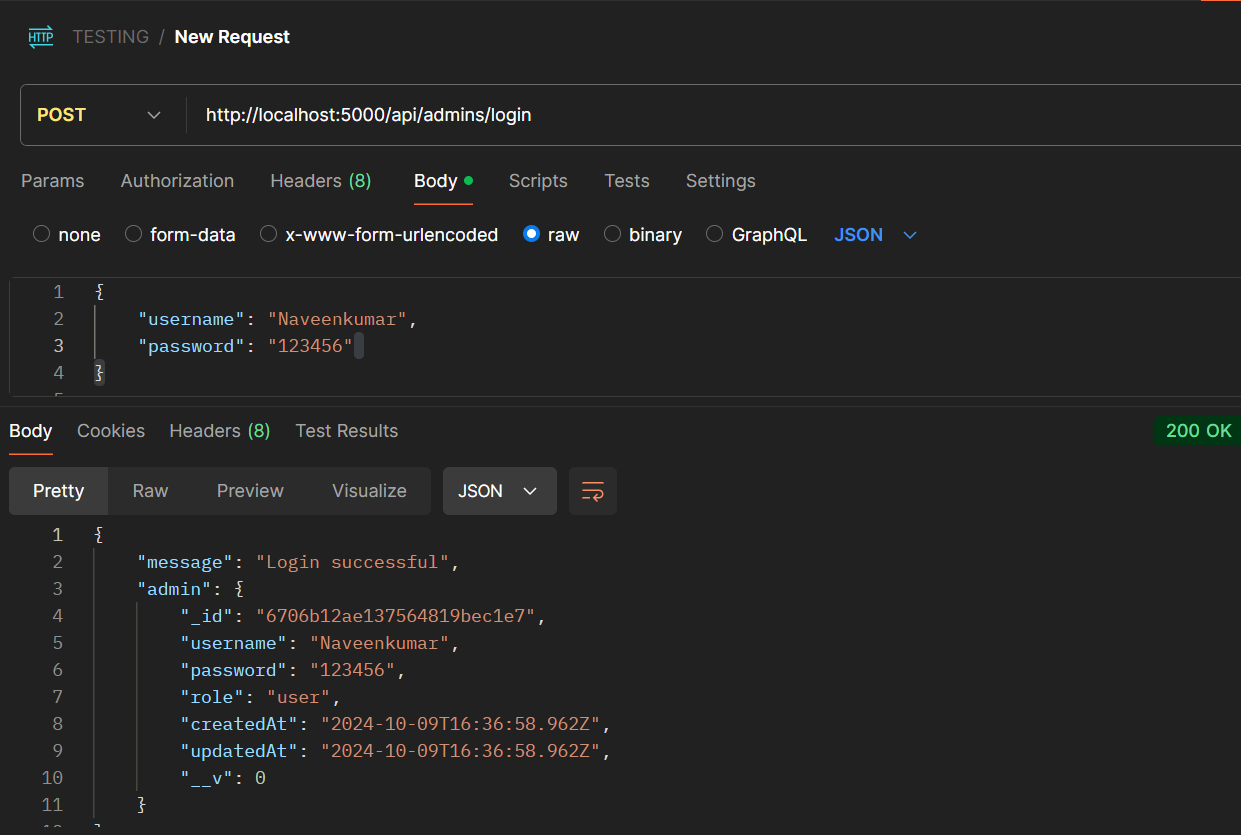 HTTP TESTING / New Request
POST http://localhost:5000/api/admins/login
Params Authorization Headers (8) Body Scripts Tests Settings
none form-data x-www-form-urlencoded raw binary GraphQL JSON
1 {
2 "username": "Naveenkumar",
3 "password": "123456"
4 }
Body Cookies Headers (8) Test Results 200 OK
Pretty Raw Preview Visualize JSON
1 {
2 "message": "Login successful",
3 "admin": {
4 "_id": "6706b12ae137564819bec1e7",
5 "username": "Naveenkumar",
6 "password": "123456",
7 "role": "user",
8 "createdAt": "2024-10-09T16:36:58.962Z",
9 "updatedAt": "2024-10-09T16:36:58.962Z",
10 "__v": 0
11 }